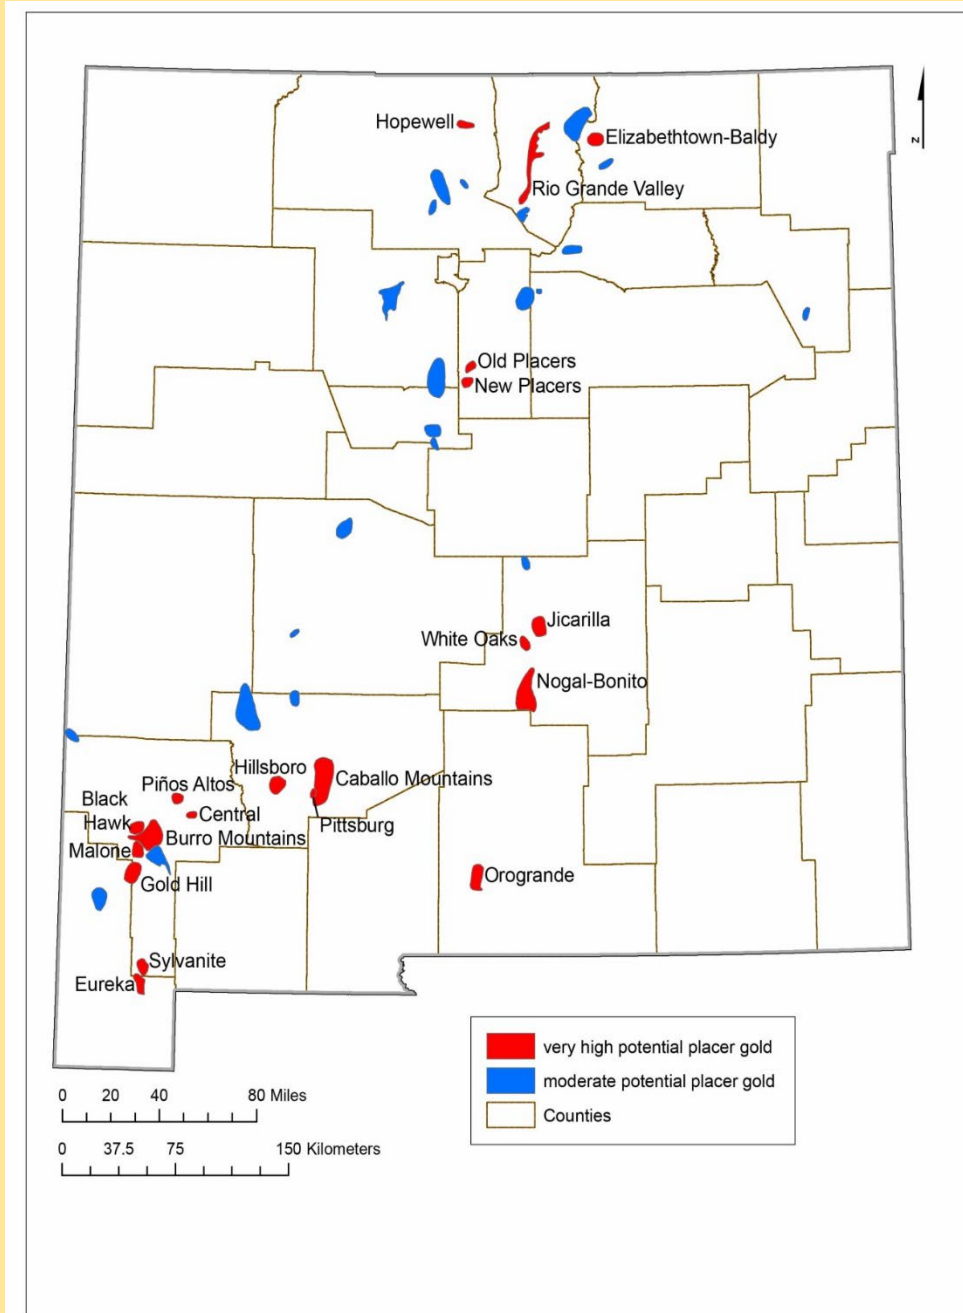 Hopewell
Elizabethtown-Baldy
N
Rio Grande Valley
Old Placers
New Placers
Jicarilla
White Oaks
Nogal-Bonito
Hillsboro
Caballo Mountains
Piños Altos
Black
Hawk
Central
Pittsburg
Burro Mountains
Malone
Gold Hill
Orogrande
Sylvanite
Eureka
very high potential placer gold
moderate potential placer gold
Counties
0 20 40 80 Miles
0 37.5 75 150 Kilometers